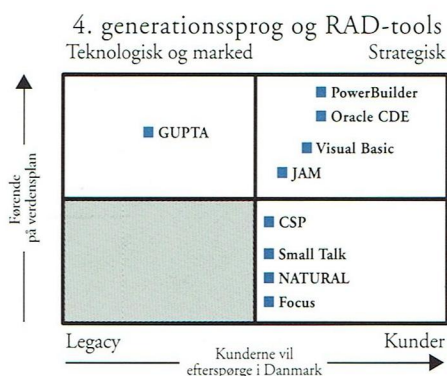 4. generationssprog og RAD-tools
Teknologisk og marked
Strategisk
Førende
på verdensplan
PowerBuilder
Oracle CDE
GUPTA
Visual Basic
JAM
CSP
Small Talk
NATURAL
Focus
Legacy
Kunder
Kunderne vil
efterspørge i Danmark